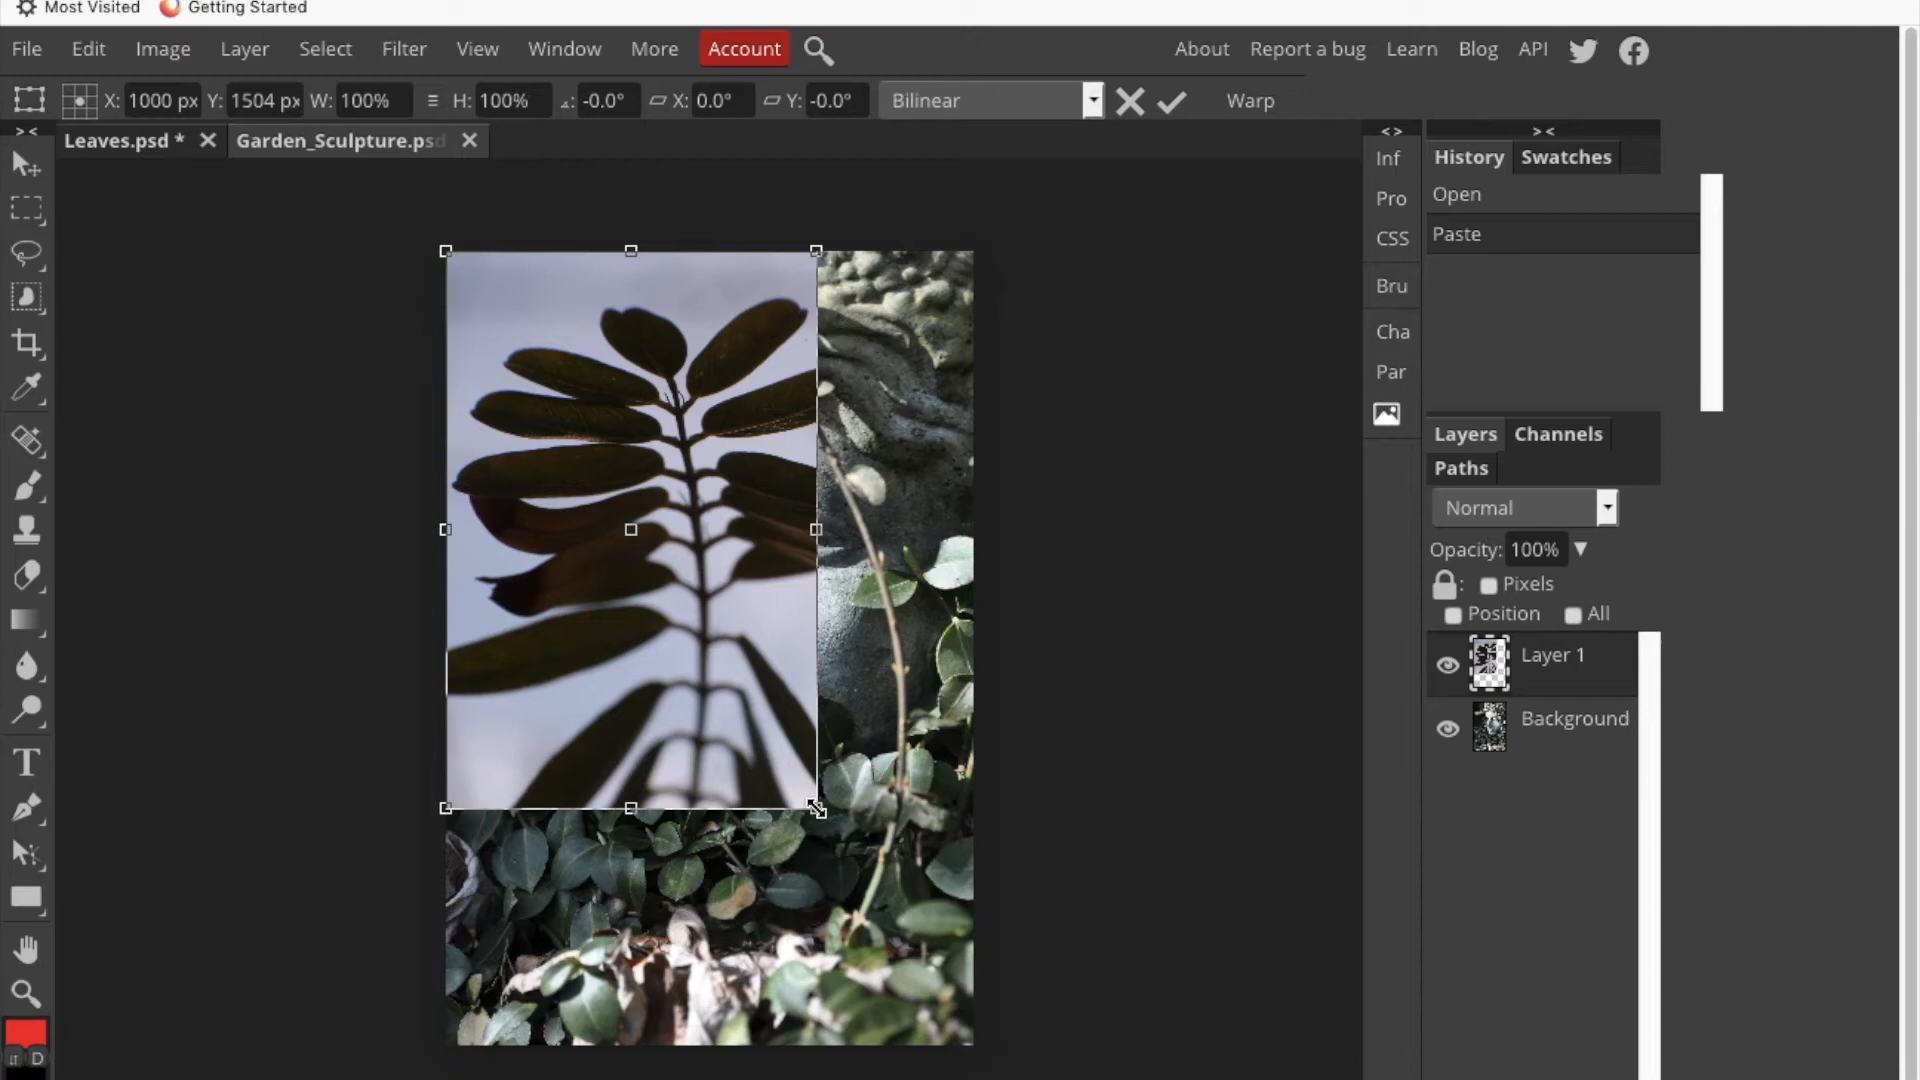 Most Visited Getting Started
File Edit Image Layer Select Filter View Window More Account About Report a bug Learn Blog API
X: 1000 px Y: 1504 px W: 100% H: 100% -0.0° X: 0.0° Y: -0.0° Bilinear Warp
Leaves.psd * Garden_Sculpture.psd
Inf
Pro
CSS
Bru
Cha
Par
History Swatches
Open
Paste
Layers Channels
Paths
Normal
Opacity: 100%
: Pixels
Position All
Layer 1
Background
T
D